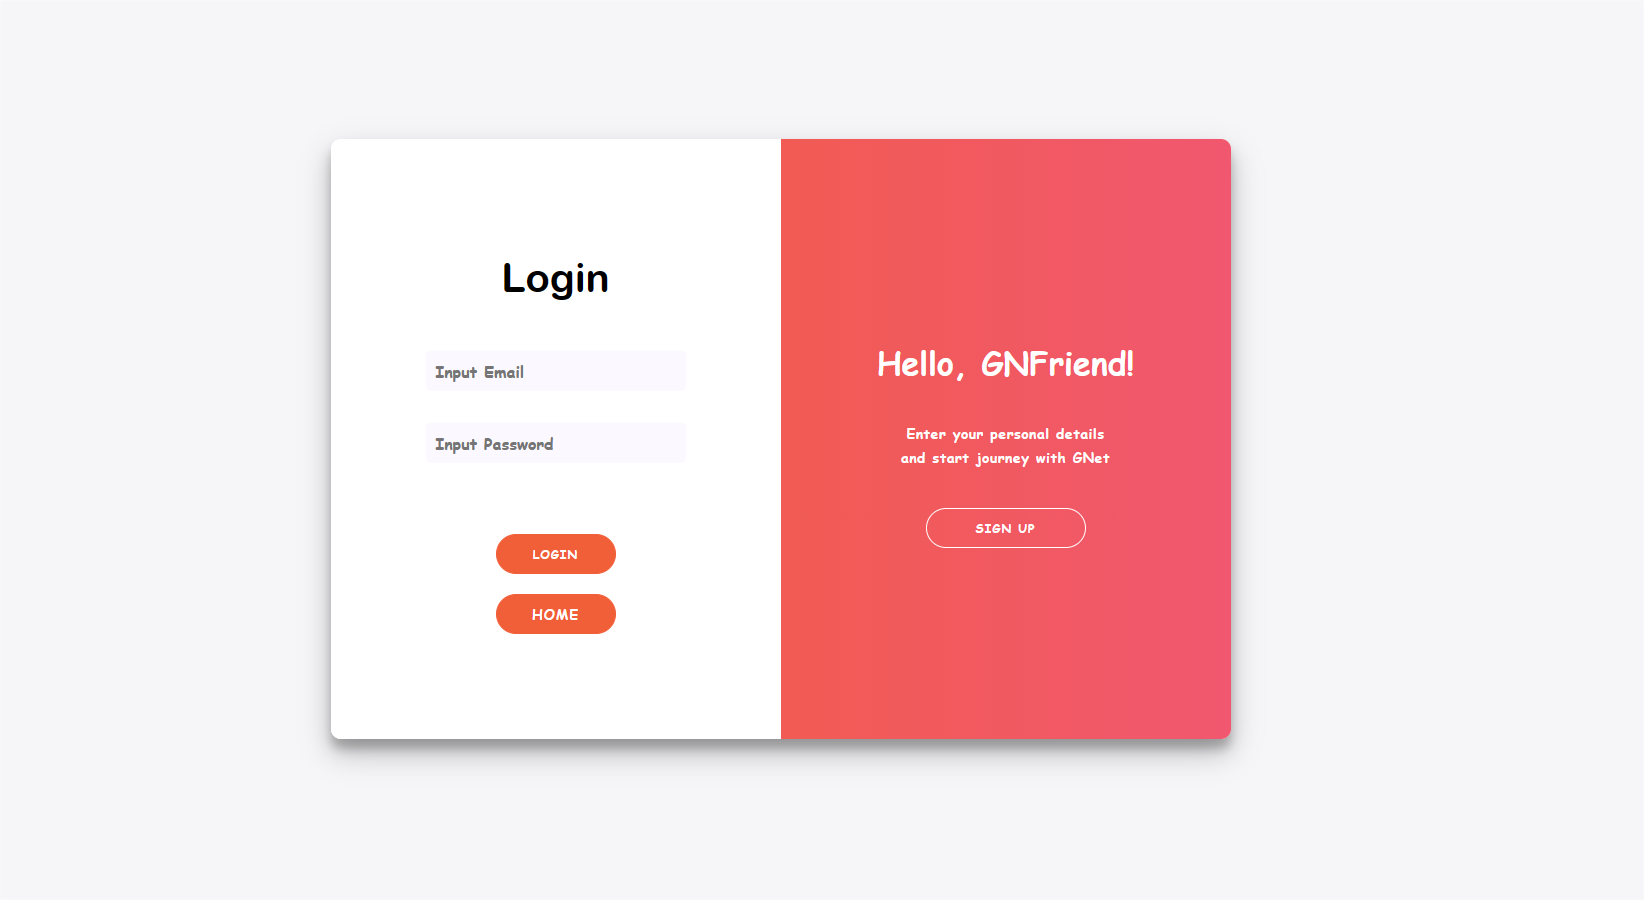 Login
Input Email
Input Password
LOGIN
HOME
Hello, GNFriend!
Enter your personal details
and start journey with GNet
SIGN UP